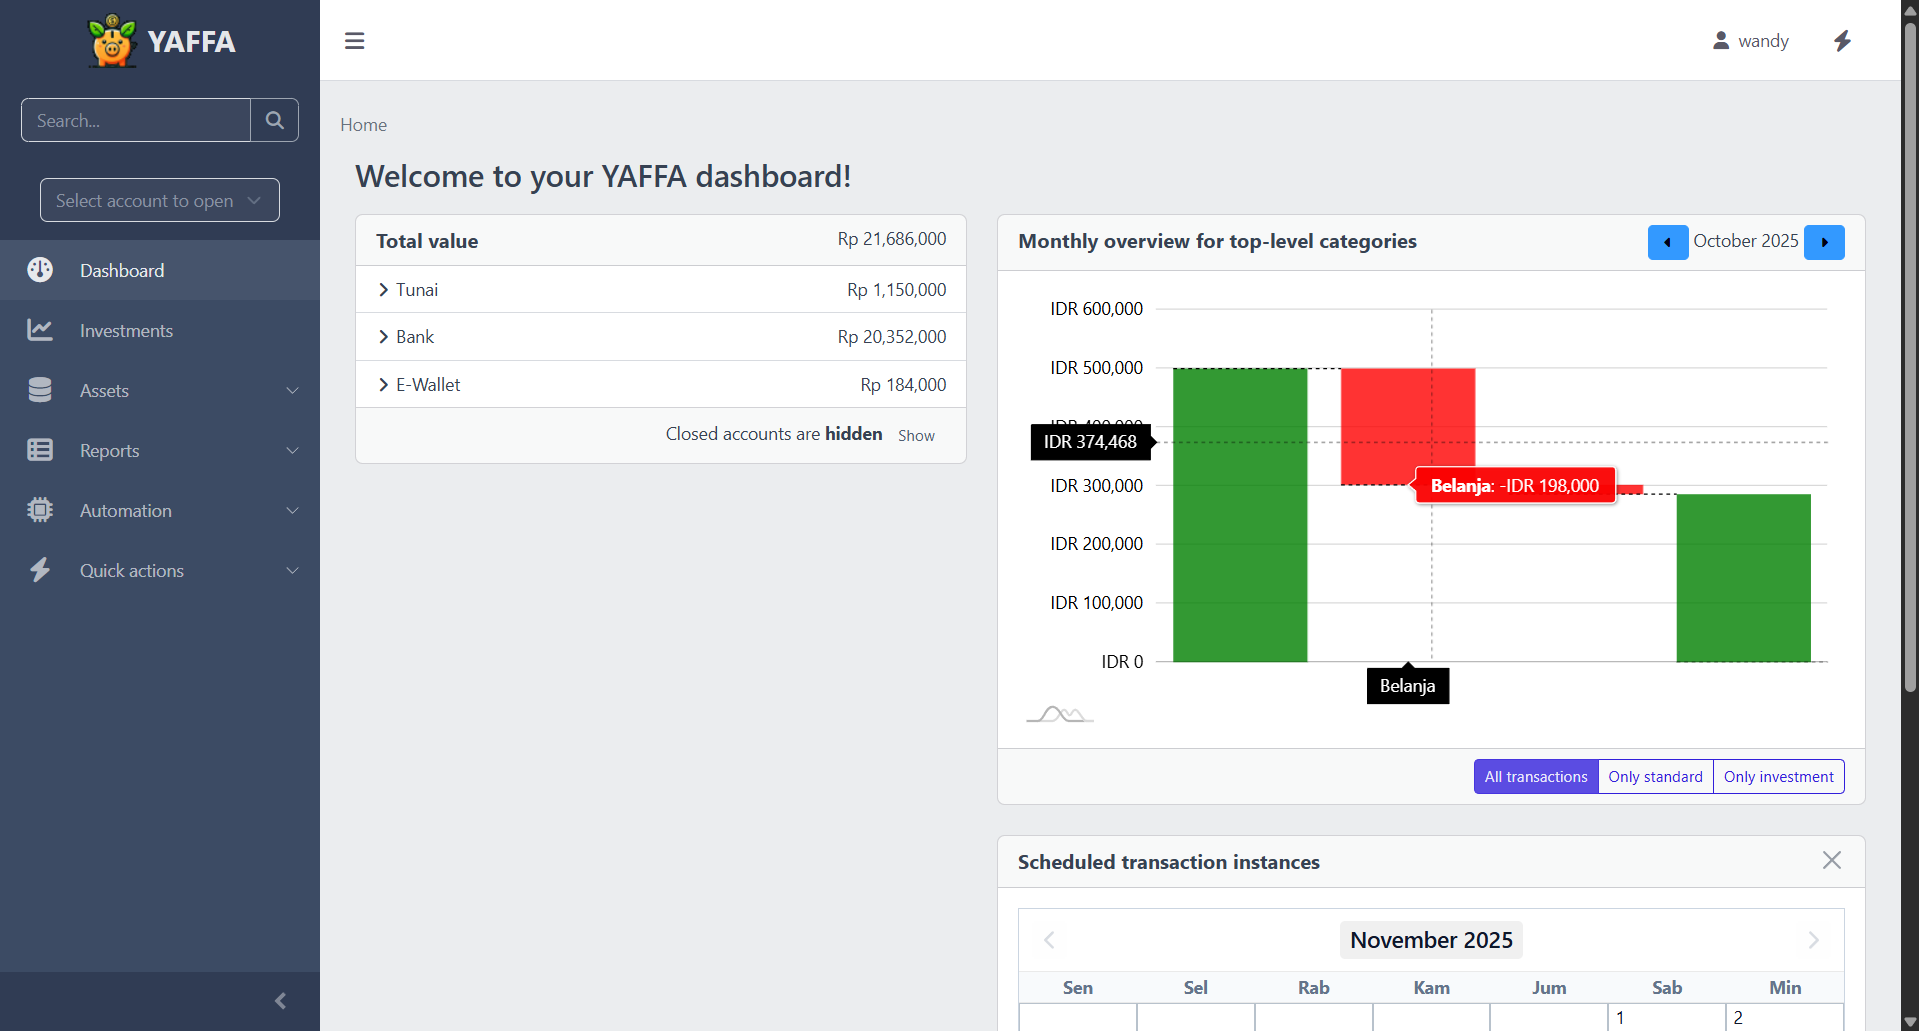 YAFFA
wandy
Search...
Select account to open
Dashboard
Investments
Assets
Reports
Automation
Quick actions
Home
Welcome to your YAFFA dashboard!
Total value Rp 21,686,000
Tunai Rp 1,150,000
Bank Rp 20,352,000
E-Wallet Rp 184,000
Closed accounts are hidden Show
Monthly overview for top-level categories October 2025
IDR 600,000
IDR 500,000
IDR 400,000
IDR 374,468
IDR 300,000
Belanja: -IDR 198,000
IDR 200,000
IDR 100,000
IDR 0
Belanja
All transactions Only standard Only investment
Scheduled transaction instances
November 2025
Sen Sel Rab Kam Jum Sab Min
1 2